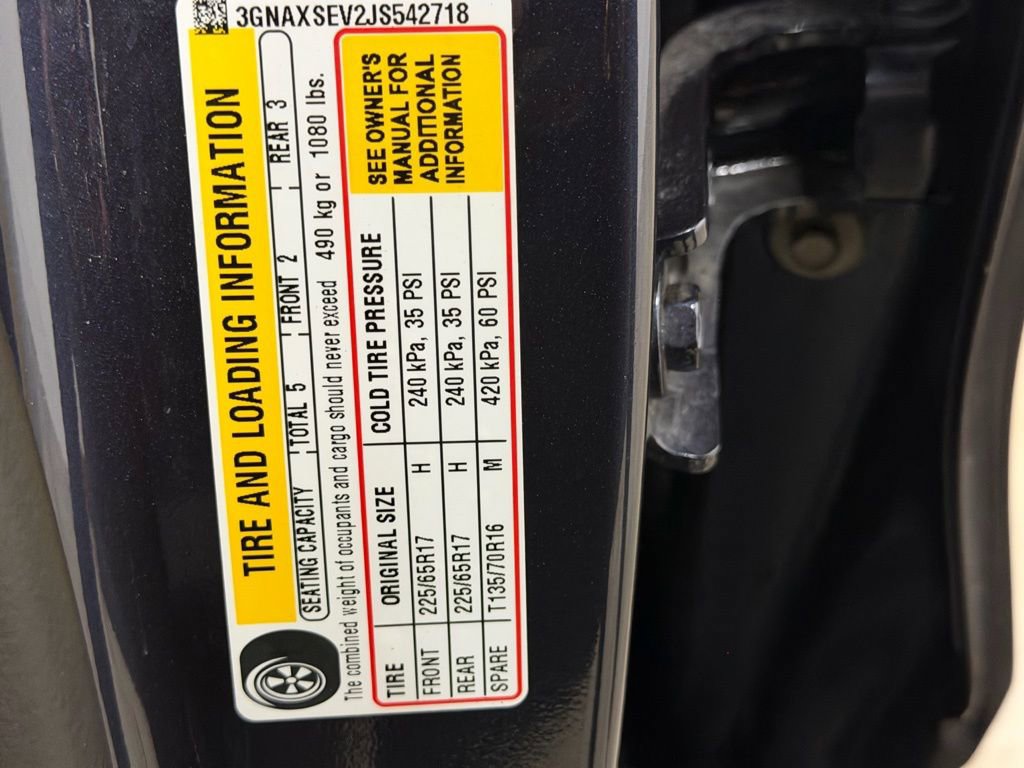 3GNAXSEV2JS542718
TIRE AND LOADING INFORMATION
SEATING CAPACITY TOTAL 5 FRONT 2 REAR 3
The combined weight of occupants and cargo should never exceed 490 kg or 1080 lbs.
TIRE ORIGINAL SIZE COLD TIRE PRESSURE
FRONT 225/65R17 H 240 kPa, 35 PSI
REAR 225/65R17 H 240 kPa, 35 PSI
SPARE T135/70R16 M 420 kPa, 60 PSI
SEE OWNER'S
MANUAL FOR
ADDITIONAL
INFORMATION